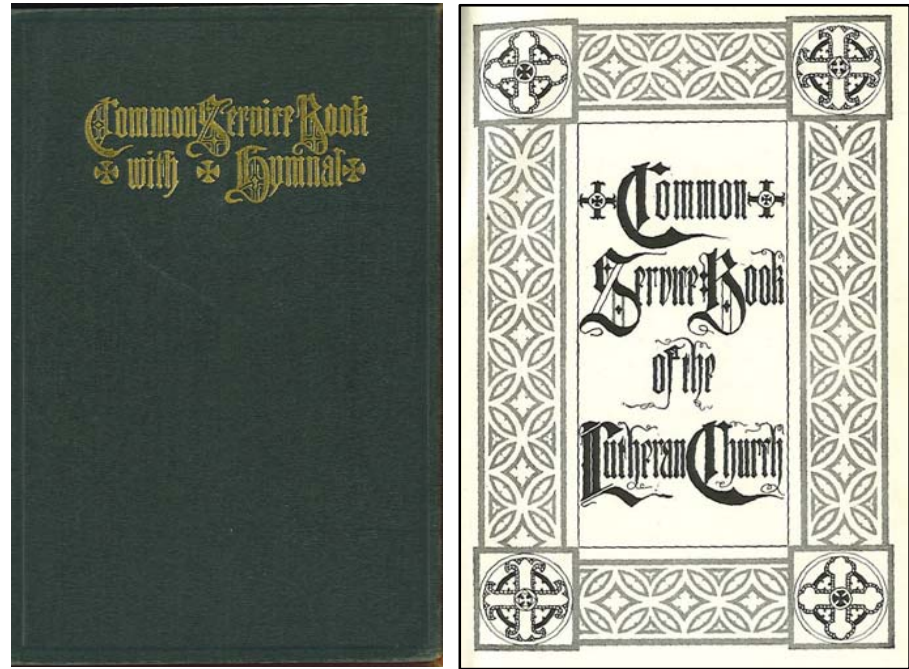 Common Service Book
with Hymnal
Common
Service Book
of the
Lutheran Church